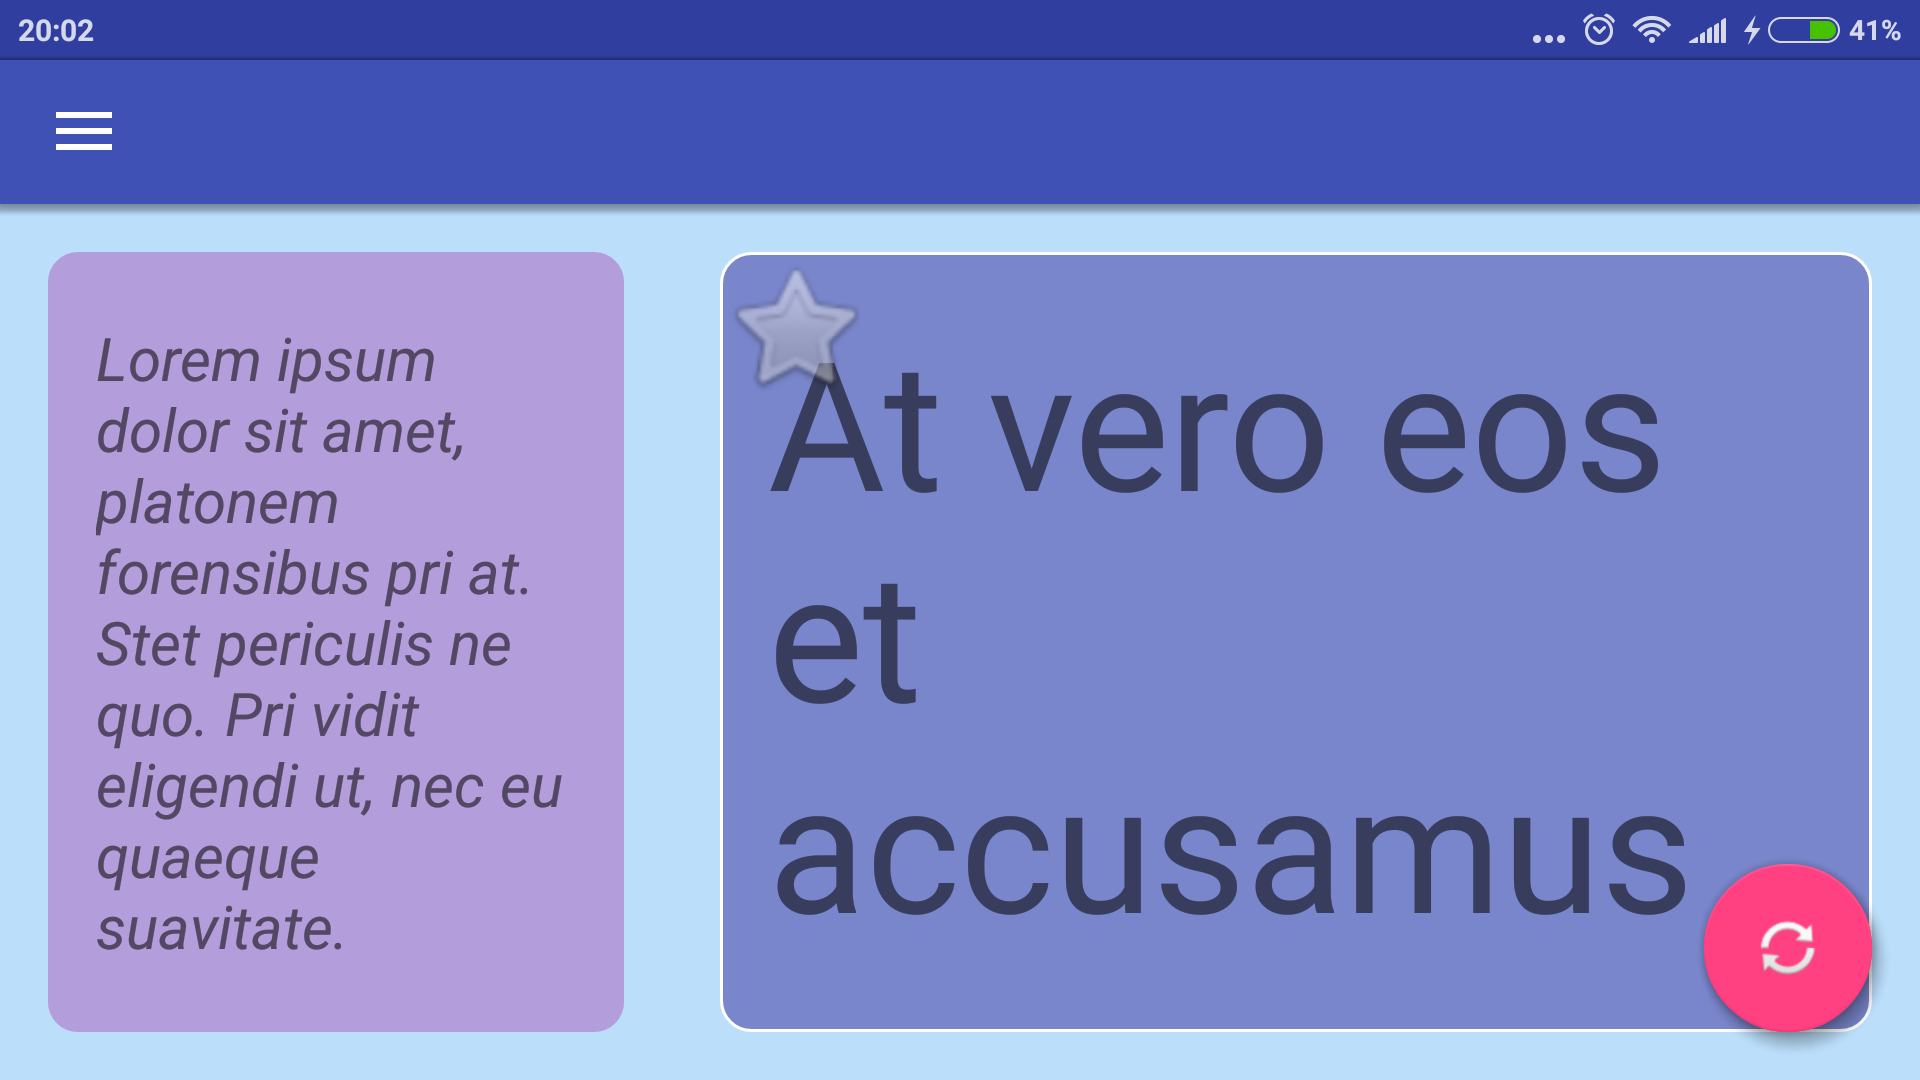 20:02
41%
Lorem ipsum
dolor sit amet,
platonem
forensibus pri at.
Stet periculis ne
quo. Pri vidit
eligendi ut, nec eu
quaeque
suavitate.
At vero eos
et
accusamus